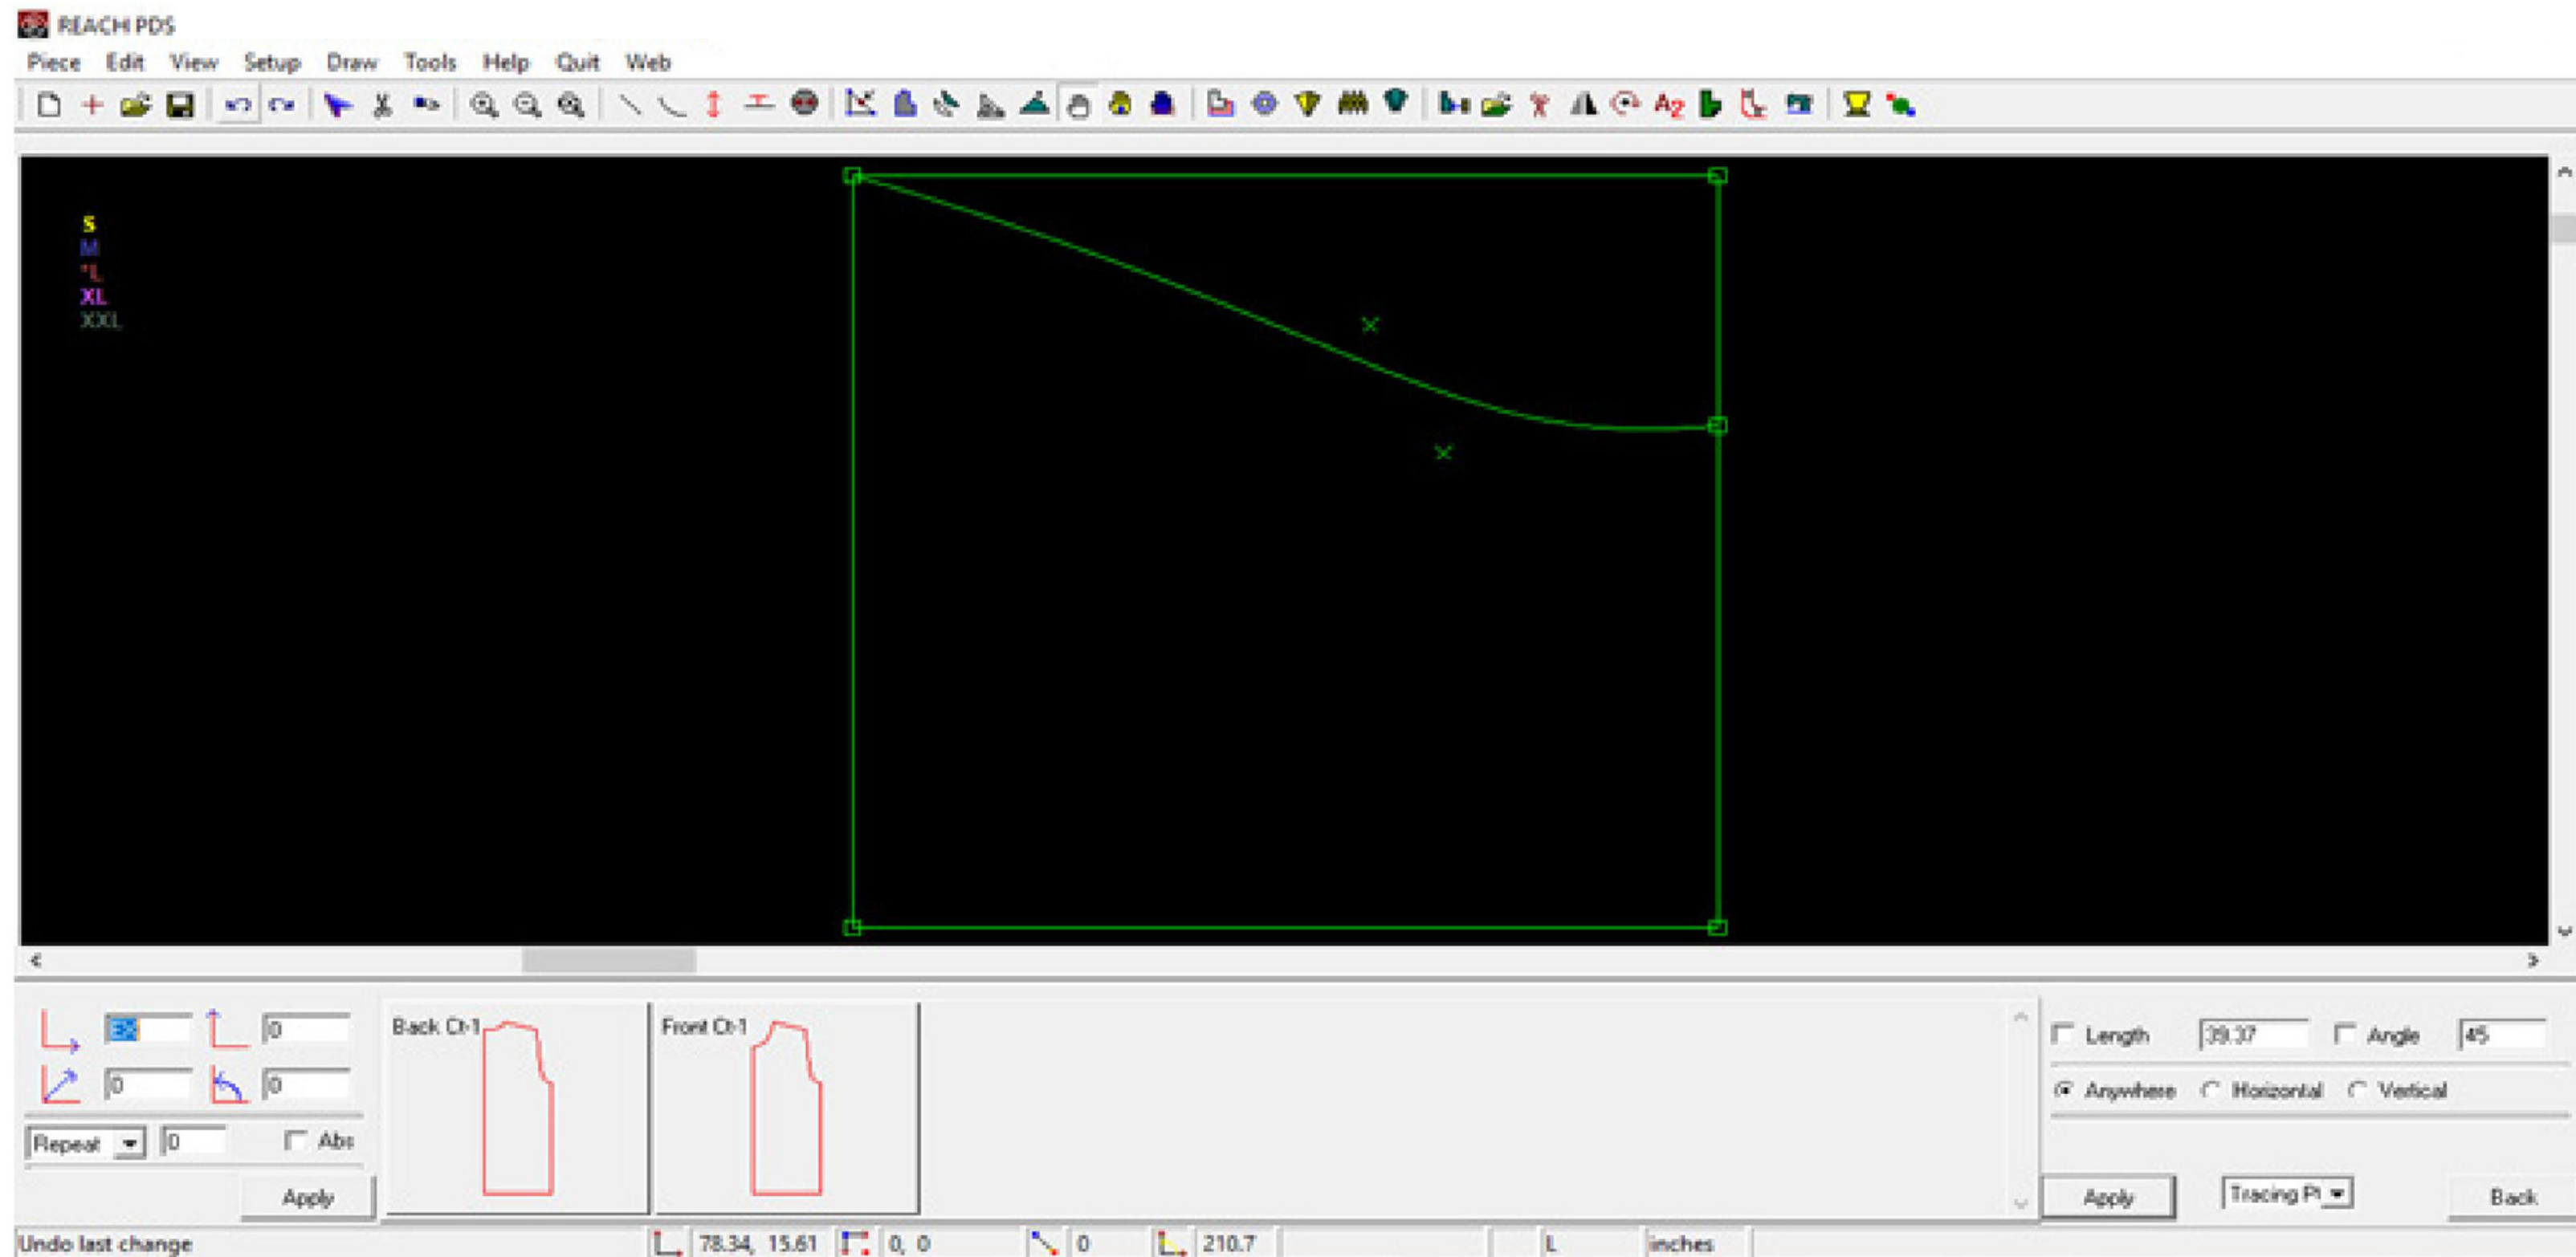 REACH PDS
Piece Edit View Setup Draw Tools Help Quit Web
S
M
*L
XL
XXL
0
Back Ct-1
Front Ct-1
Length 39.37 Angle 45
0 0
Anywhere Horizontal Vertical
Repeat 0 Abs
Apply
Apply Tracing Pi Back
Undo last change 78.34, 15.61 0, 0 0 210.7 L inches